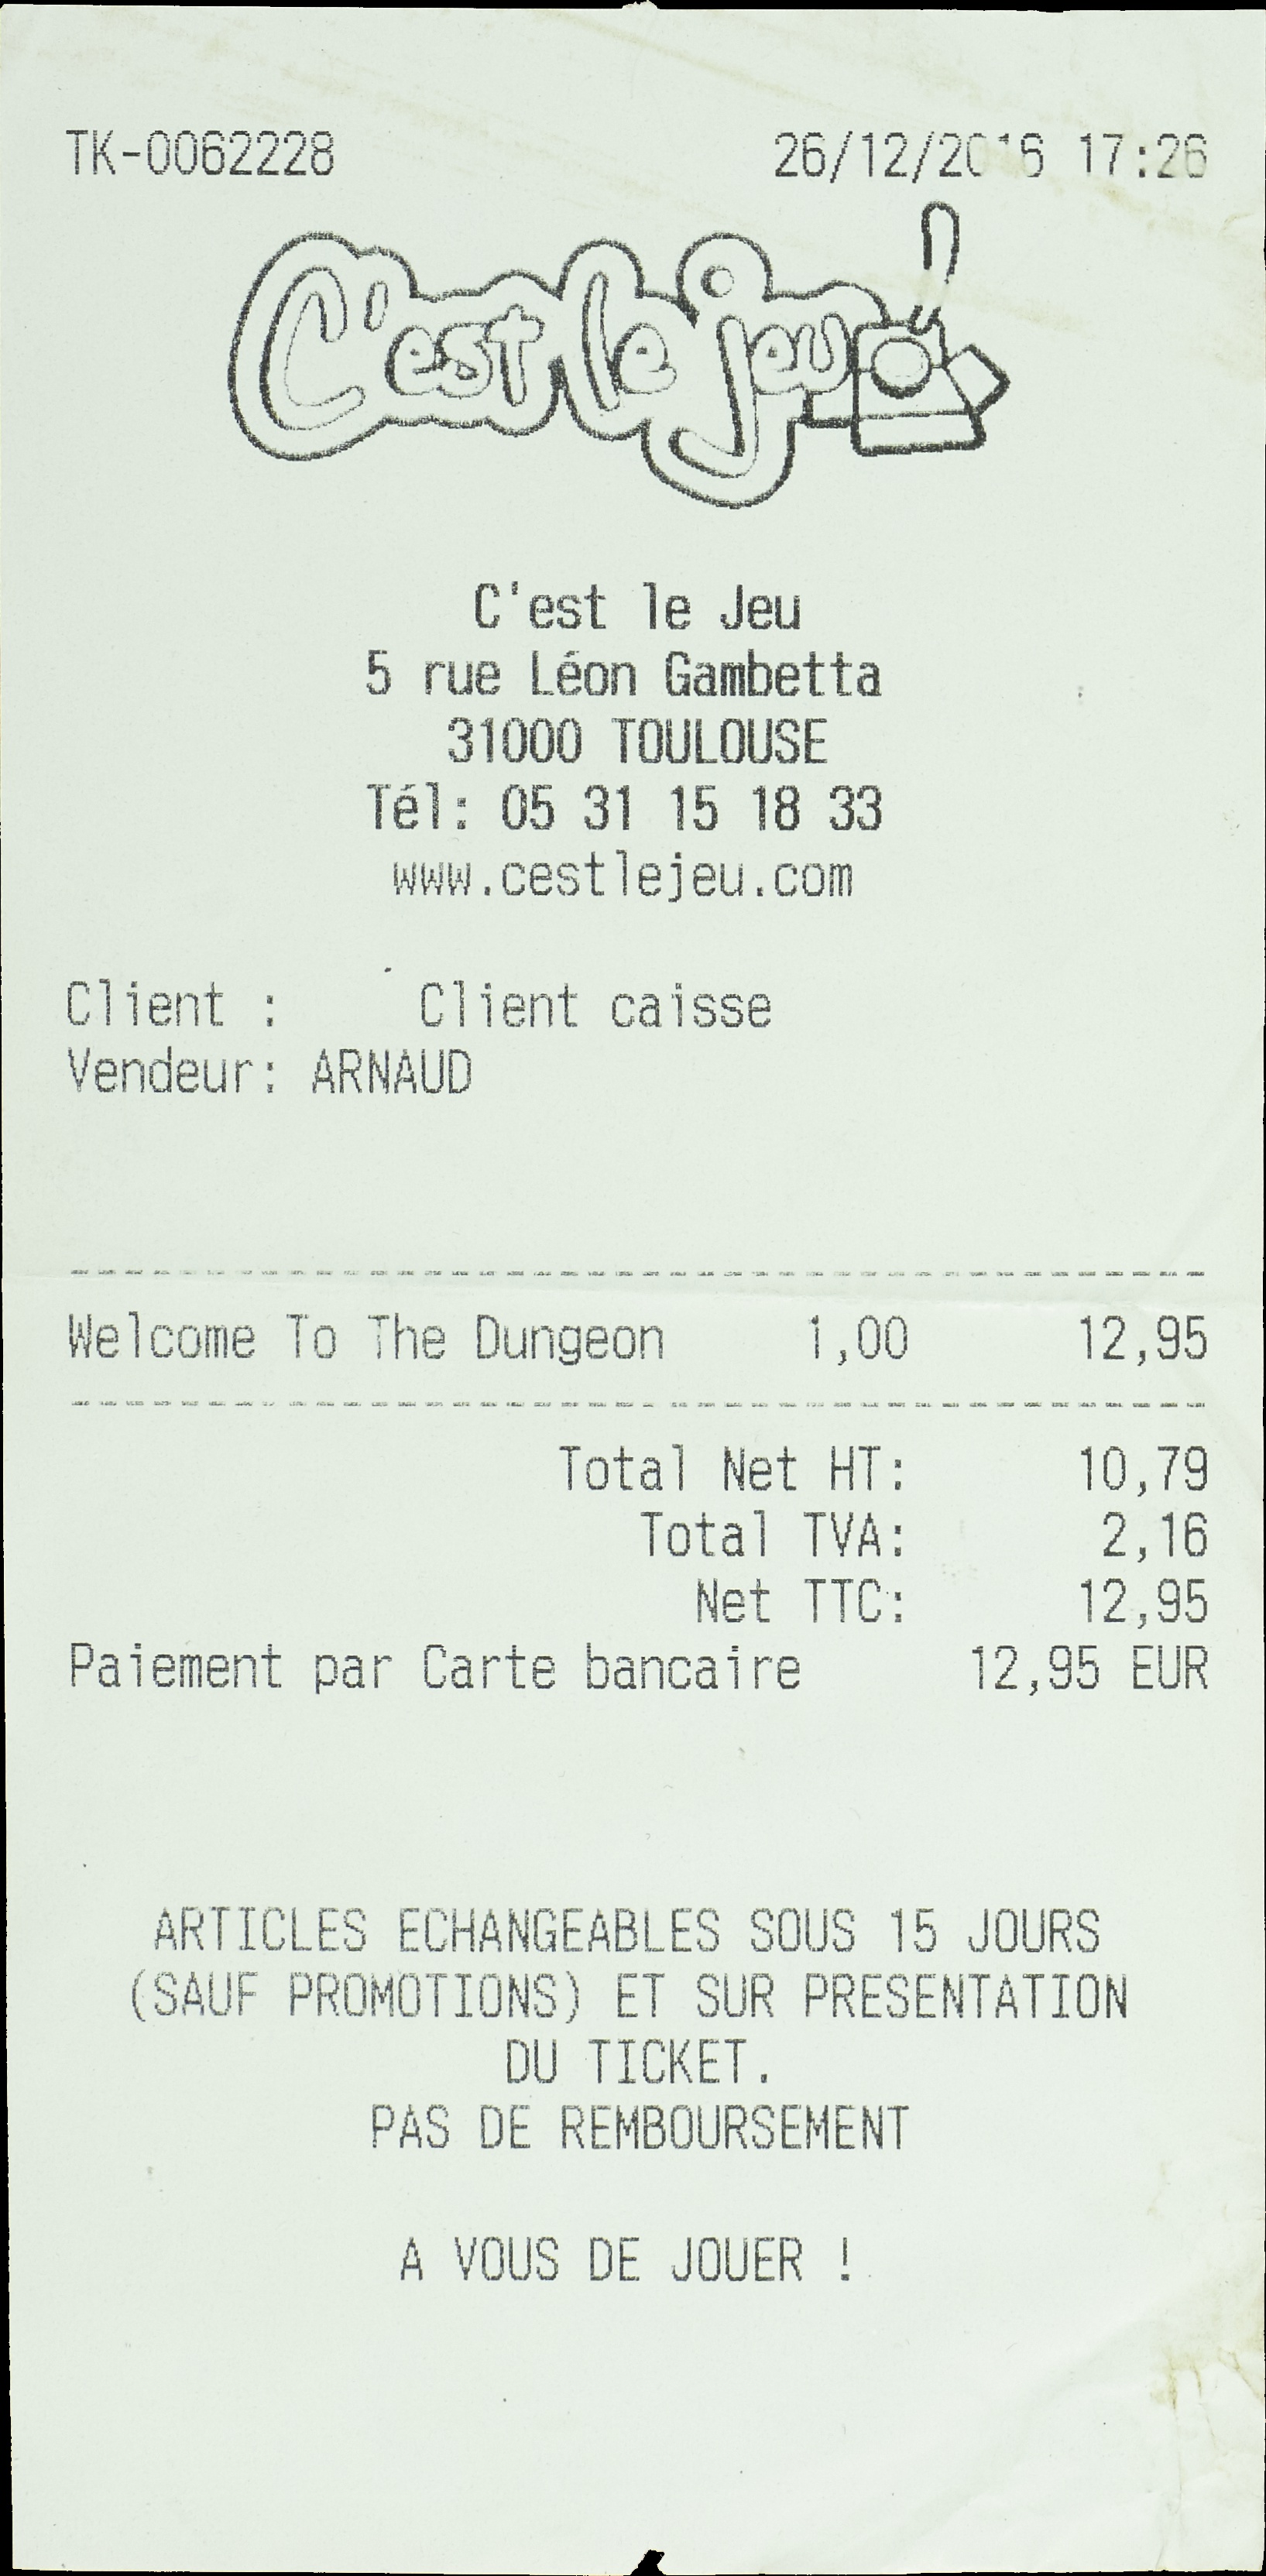 TK-0062228 26/12/2016 17:26
C'est le jeu!
C'est le Jeu
5 rue Léon Gambetta
31000 TOULOUSE
Tél: 05 31 15 18 33
www.cestlejeu.com
Client : Client caisse
Vendeur: ARNAUD
Welcome To The Dungeon 1,00 12,95
Total Net HT: 10,79
Total TVA: 2,16
Net TTC: 12,95
Paiement par Carte bancaire 12,95 EUR
ARTICLES ECHANGEABLES SOUS 15 JOURS
(SAUF PROMOTIONS) ET SUR PRESENTATION
DU TICKET.
PAS DE REMBOURSEMENT
A VOUS DE JOUER !